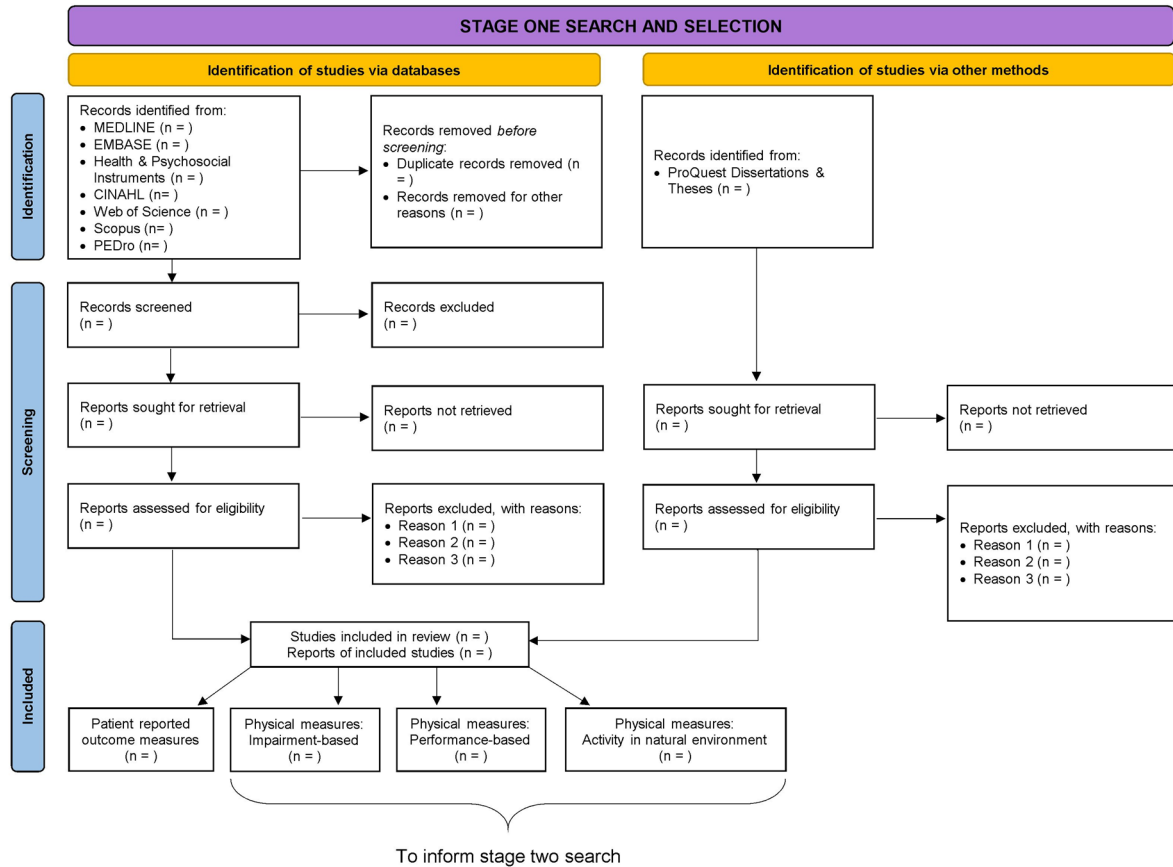 STAGE ONE SEARCH AND SELECTION
Identification of studies via databases
Identification of studies via other methods
Identification
Records identified from:
• MEDLINE (n = )
• EMBASE (n = )
• Health & Psychosocial
Instruments (n = )
• CINAHL (n= )
• Web of Science (n = )
• Scopus (n= )
• PEDro (n= )
Records removed before
screening:
• Duplicate records removed (n
= )
• Records removed for other
reasons (n = )
Records identified from:
• ProQuest Dissertations &
Theses (n = )
Screening
Records screened
(n = )
Records excluded
(n = )
Reports sought for retrieval
(n = )
Reports not retrieved
(n = )
Reports sought for retrieval
(n = )
Reports not retrieved
(n = )
Reports assessed for eligibility
(n = )
Reports excluded, with reasons:
• Reason 1 (n = )
• Reason 2 (n = )
• Reason 3 (n = )
Reports assessed for eligibility
(n = )
Reports excluded, with reasons:
• Reason 1 (n = )
• Reason 2 (n = )
• Reason 3 (n = )
Included
Studies included in review (n = )
Reports of included studies (n = )
Patient reported
outcome measures
(n = )
Physical measures:
Impairment-based
(n = )
Physical measures:
Performance-based
(n = )
Physical measures:
Activity in natural environment
(n = )
To inform stage two search